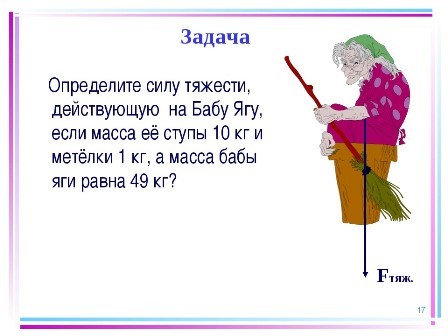 Задача
Определите силу тяжести,
действующую на Бабу Ягу,
если масса её ступы 10 кг и
метёлки 1 кг, а масса бабы
яги равна 49 кг?
Fтяж.
17